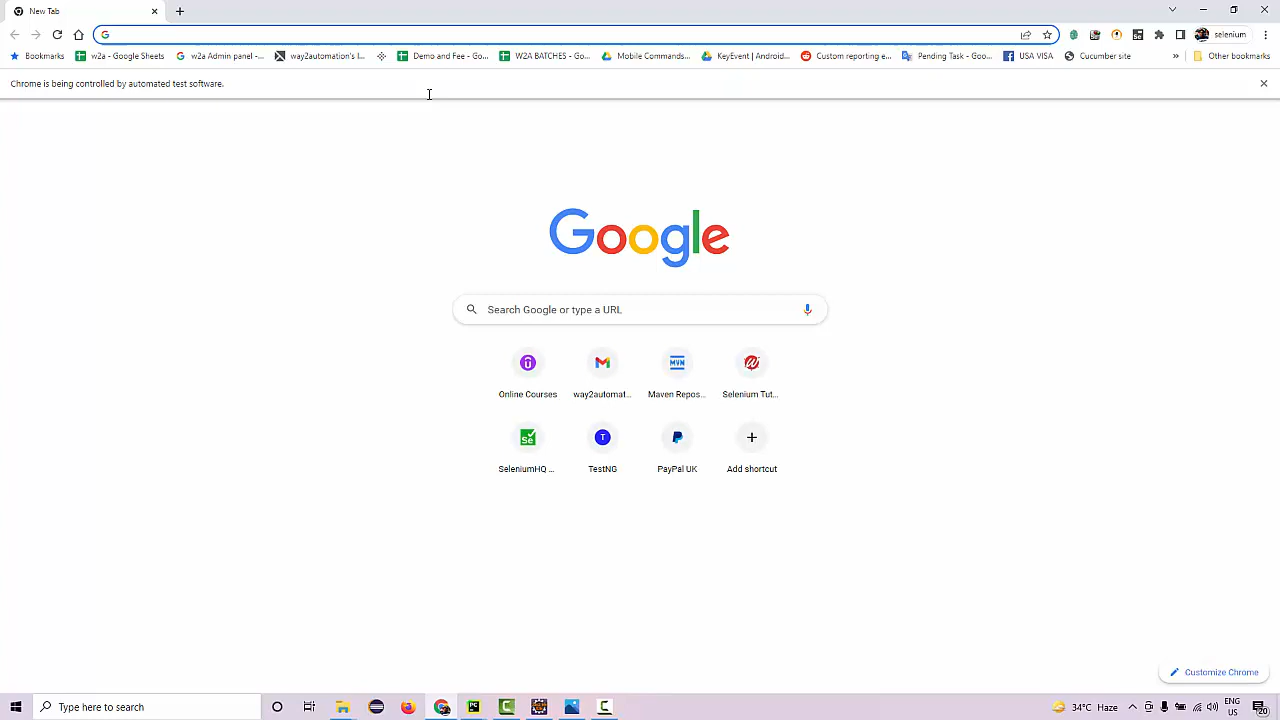 New Tab
selenium
Bookmarks
w2a- Google Sheets
w2a Admin panel -...
way2automation's I...
Demo and Fee - Go...
W2A BATCHES - Go...
Mobile Commands...
KeyEvent | Android...
Custom reporting e...
Pending Task - Goo...
USA VISA
Cucumber site
»
Other bookmarks
Chrome is being controlled by automated test software.
Google
Search Google or type a URL
Online Courses
way2automat...
Maven Repos...
Selenium Tut...
SeleniumHQ ...
TestNG
PayPal UK
Add shortcut
Customize Chrome
Type here to search
34°C Haze
ENG
US
20